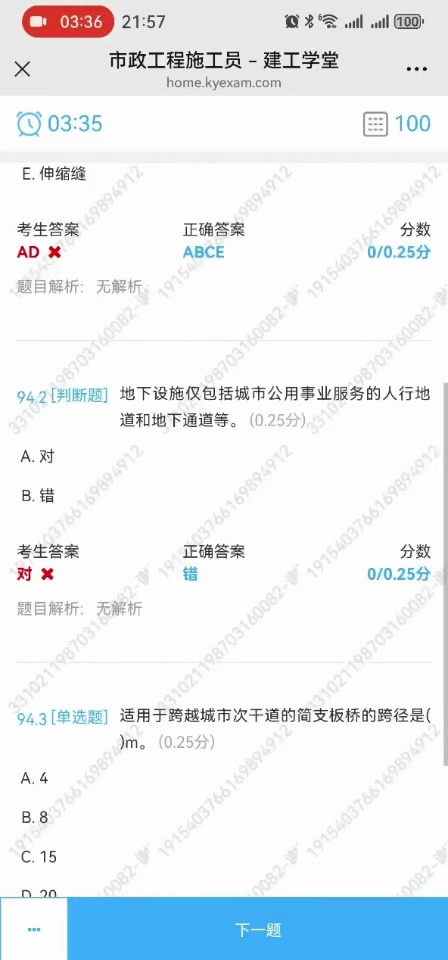 03:36 21:57 100
市政工程施工员 – 建工学堂
home.kyexam.com
03:35 100
E. 伸缩缝
考生答案 正确答案 分数
AD ✖ ABCE 0/0.25分
题目解析: 无解析
94.2 [判断题] 地下设施仅包括城市公用事业服务的人行地
道和地下通道等。(0.25分)
A. 对
B. 错
考生答案 正确答案 分数
对 ✖ 错 0/0.25分
题目解析: 无解析
94.3 [单选题] 适用于跨越城市次干道的简支板桥的跨径是(
)m。(0.25分)
A. 4
B. 8
C. 15
D. 20
··· 下一题